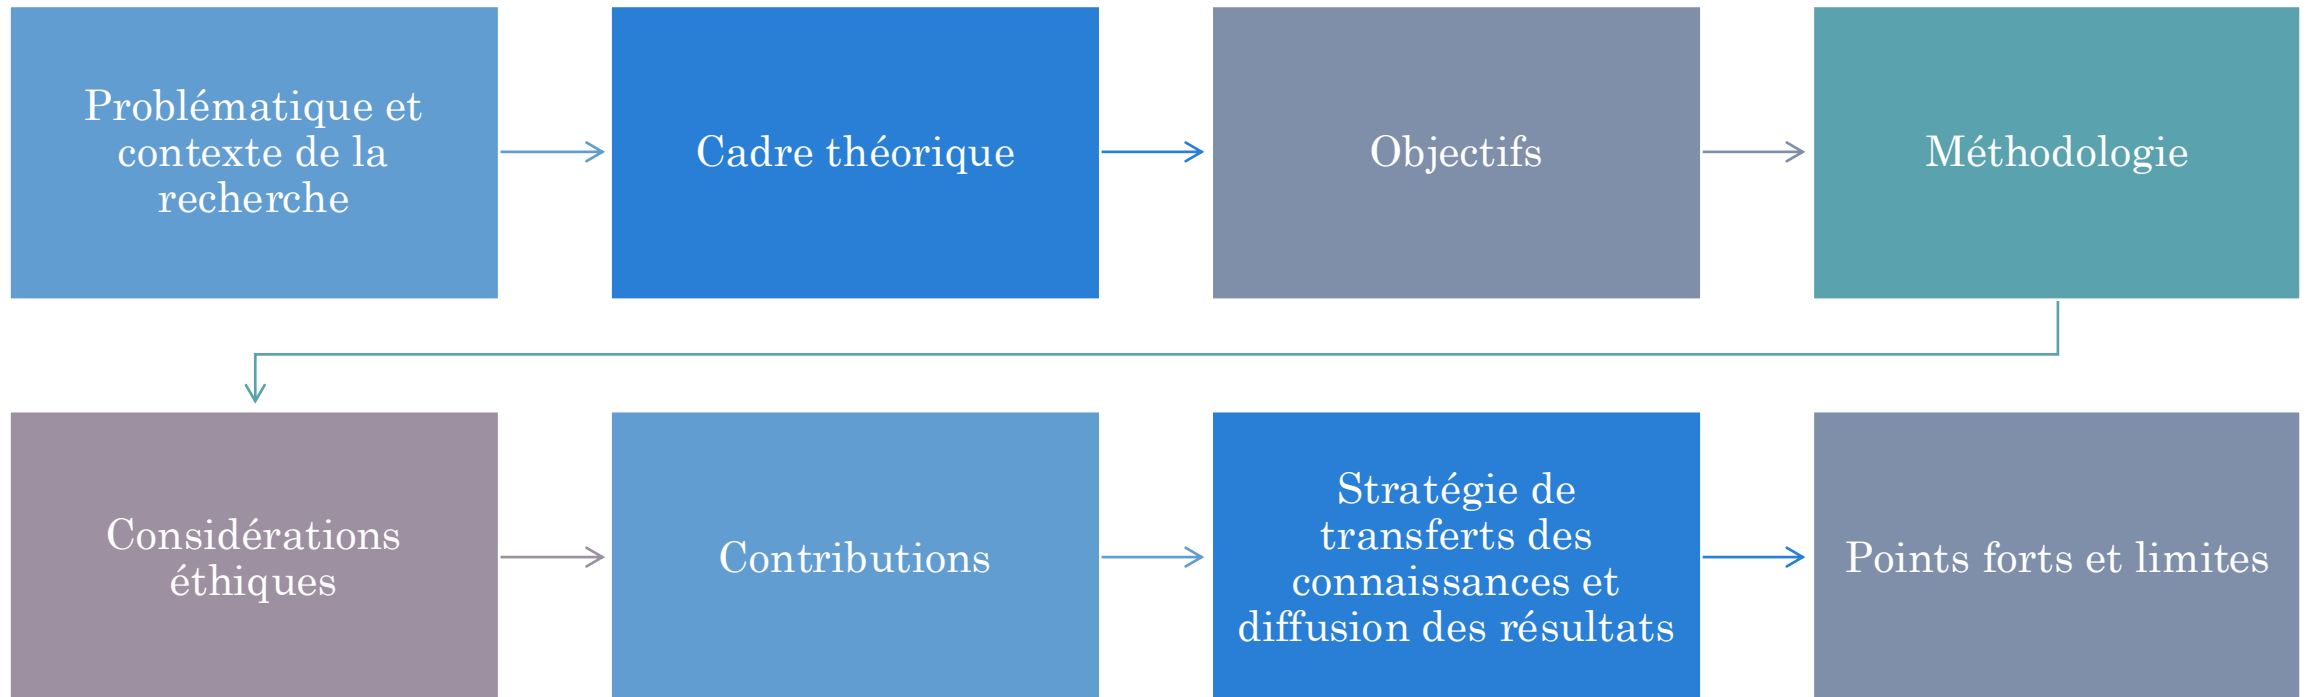 Problématique et
contexte de la
recherche
Cadre théorique
Objectifs
Méthodologie
Considérations
éthiques
Contributions
Stratégie de
transferts des
connaissances et
diffusion des résultats
Points forts et limites